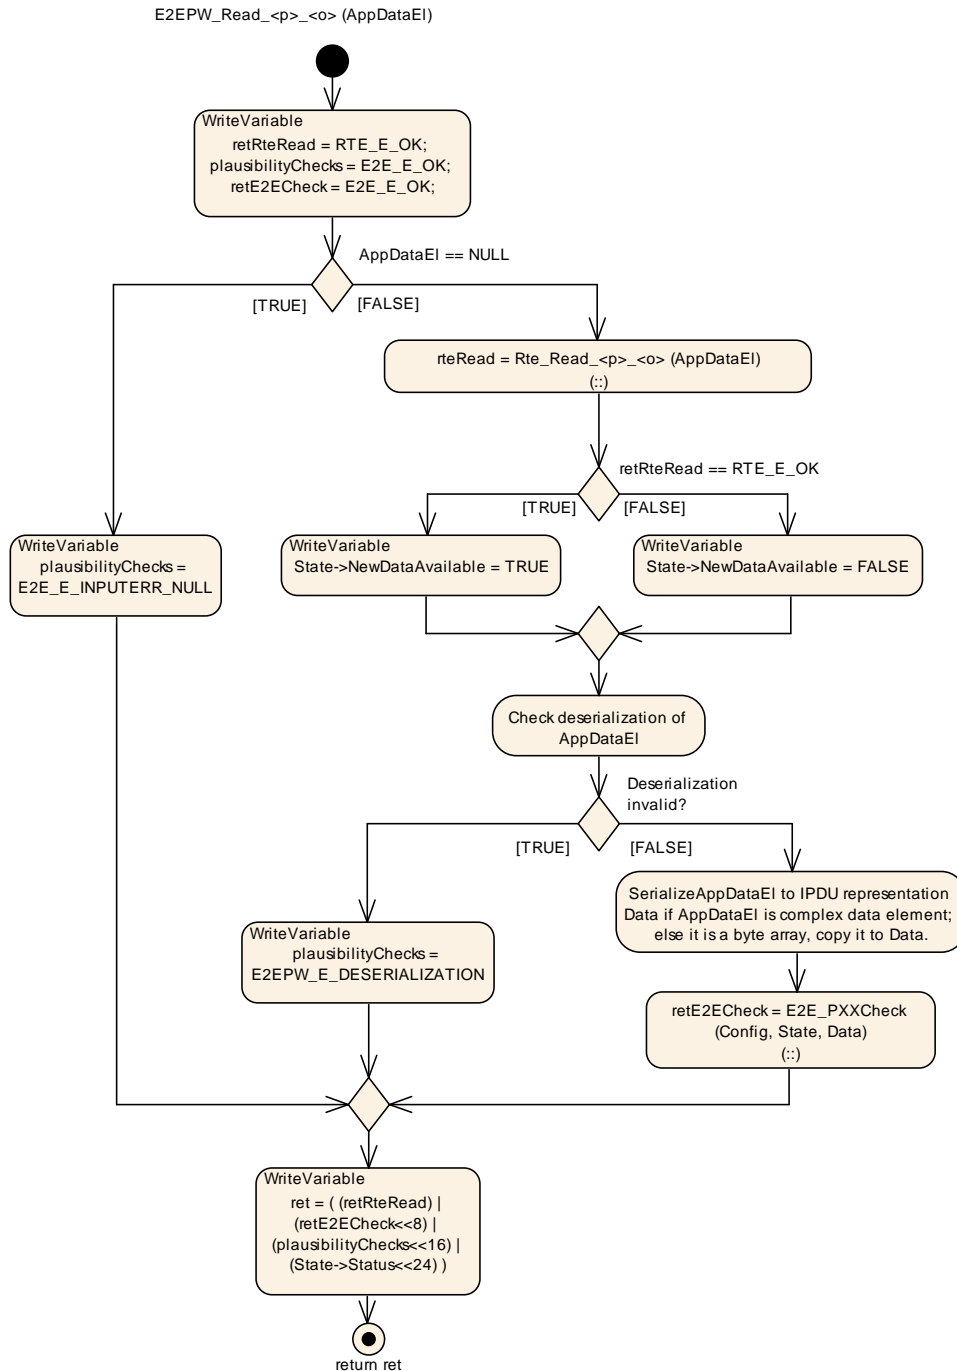 E2EPW_Read_<p>_<o> (AppDataEl)
WriteVariable
retRteRead = RTE_E_OK;
plausibilityChecks = E2E_E_OK;
retE2ECheck = E2E_E_OK;
AppDataEl == NULL
[TRUE]
[FALSE]
rteRead = Rte_Read_<p>_<o> (AppDataEl)
(::)
retRteRead == RTE_E_OK
[TRUE]
[FALSE]
WriteVariable
plausibilityChecks =
E2E_E_INPUTERR_NULL
WriteVariable
State->NewDataAvailable = TRUE
WriteVariable
State->NewDataAvailable = FALSE
Check deserialization of
AppDataEl
Deserialization
invalid?
[TRUE]
[FALSE]
SerializeAppDataEl to IPDU representation
Data if AppDataEl is complex data element;
else it is a byte array, copy it to Data.
WriteVariable
plausibilityChecks =
E2EPW_E_DESERIALIZATION
retE2ECheck = E2E_PXXCheck
(Config, State, Data)
(::)
WriteVariable
ret = ( (retRteRead) |
(retE2ECheck<<8) |
(plausibilityChecks<<16) |
(State->Status<<24) )
return ret